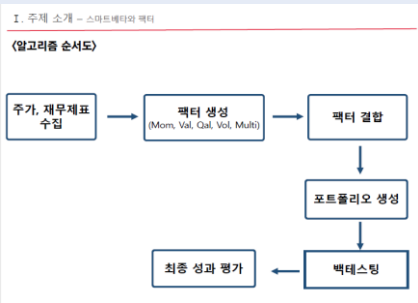 I. 주제 소개 – 스마트베타와 팩터
<알고리즘 순서도>
주가, 재무제표
수집
팩터 생성
(Mom, Val, Qal, Vol, Multi)
팩터 결합
포트폴리오 생성
백테스팅
최종 성과 평가